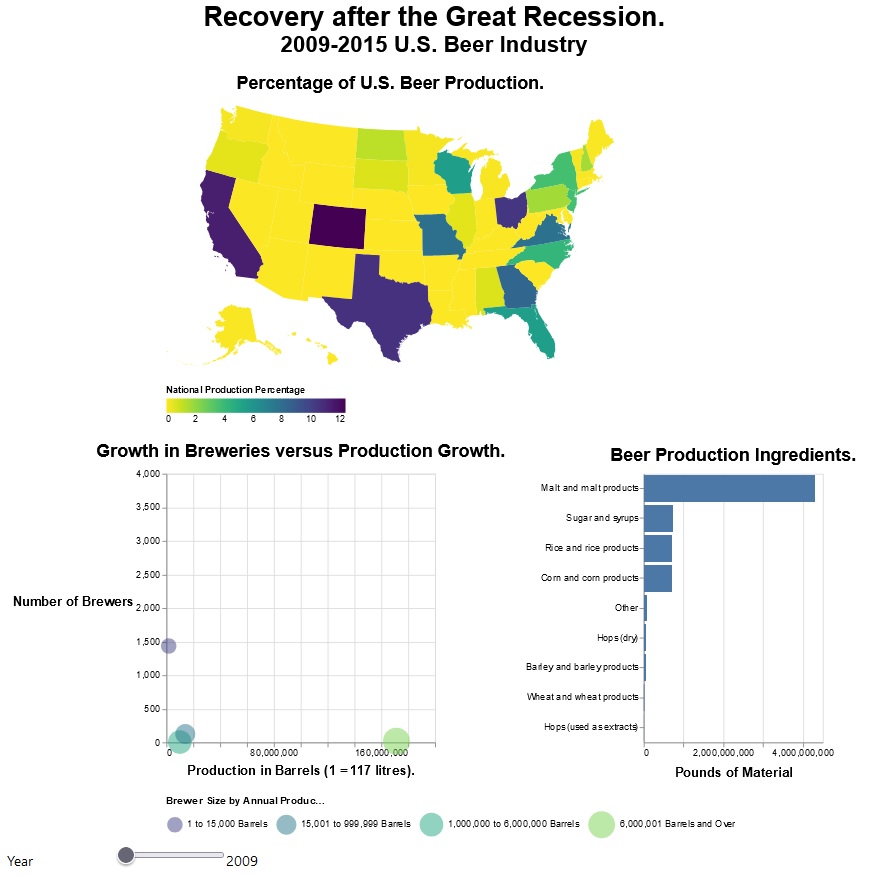 Recovery after the Great Recession.
2009-2015 U.S. Beer Industry
Percentage of U.S. Beer Production.
National Production Percentage
0 2 4 6 8 10 12
Growth in Breweries versus Production Growth.
4,000
3,500
3,000
2,500
Number of Brewers
2,000
1,500
1,000
500
0
0 80,000,000 160,000,000
Production in Barrels (1 = 117 litres).
Beer Production Ingredients.
Malt and malt products
Sugar and syrups
Rice and rice products
Corn and corn products
Other
Hops (dry)
Barley and barley products
Wheat and wheat products
Hops (used as extracts)
0 2,000,000,000 4,000,000,000
Pounds of Material
Brewer Size by Annual Produc...
1 to 15,000 Barrels 15,001 to 999,999 Barrels 1,000,000 to 6,000,000 Barrels 6,000,001 Barrels and Over
Year 2009